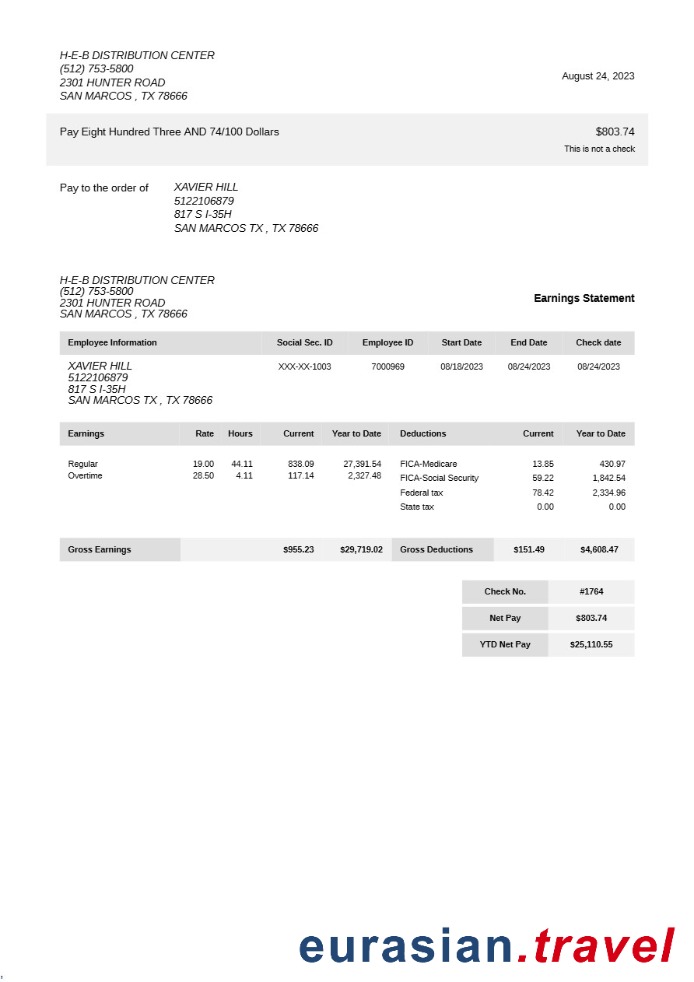 H-E-B DISTRIBUTION CENTER
(512) 753-5800
2301 HUNTER ROAD
SAN MARCOS , TX 78666
August 24, 2023
Pay Eight Hundred Three AND 74/100 Dollars $803.74
This is not a check
Pay to the order of XAVIER HILL
5122106879
817 S I-35H
SAN MARCOS TX , TX 78666
H-E-B DISTRIBUTION CENTER
(512) 753-5800
2301 HUNTER ROAD
SAN MARCOS , TX 78666
Earnings Statement
Employee Information Social Sec. ID Employee ID Start Date End Date Check date
XAVIER HILL XXX-XX-1003 7000969 08/18/2023 08/24/2023 08/24/2023
5122106879
817 S I-35H
SAN MARCOS TX , TX 78666
Earnings Rate Hours Current Year to Date Deductions Current Year to Date
Regular 19.00 44.11 838.09 27,391.54 FICA-Medicare 13.85 430.97
Overtime 28.50 4.11 117.14 2,327.48 FICA-Social Security 59.22 1,842.54
Federal tax 78.42 2,334.96
State tax 0.00 0.00
Gross Earnings $955.23 $29,719.02 Gross Deductions $151.49 $4,608.47
Check No. #1764
Net Pay $803.74
YTD Net Pay $25,110.55
eurasian.travel